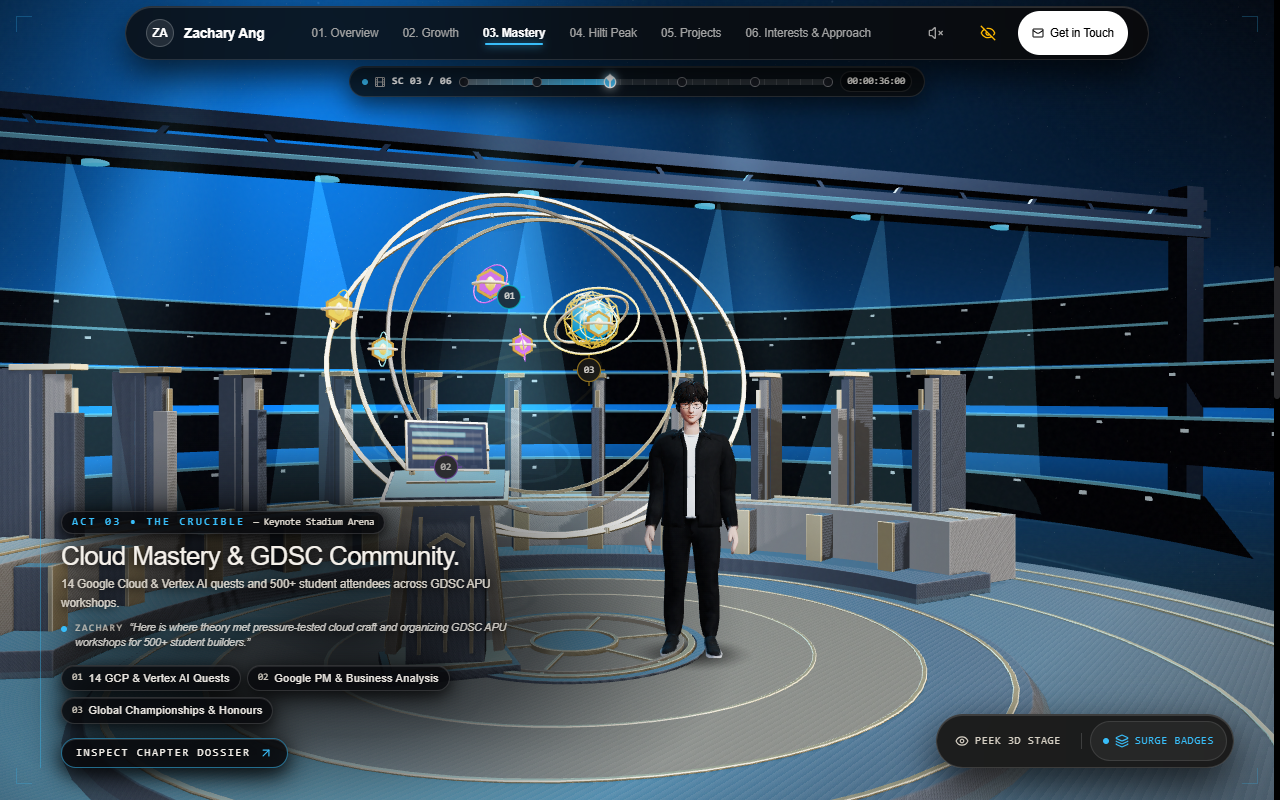 ZA Zachary Ang 01. Overview 02. Growth 03. Mastery 04. Hilti Peak 05. Projects 06. Interests & Approach Get in Touch
SC 03 / 06 00:00:36:00
01
03
02
ACT 03 • THE CRUCIBLE — Keynote Stadium Arena
Cloud Mastery & GDSC Community.
14 Google Cloud & Vertex AI quests and 500+ student attendees across GDSC APU
workshops.
ZACHARY "Here is where theory met pressure-tested cloud craft and organizing GDSC APU
workshops for 500+ student builders."
01 14 GCP & Vertex AI Quests 02 Google PM & Business Analysis
03 Global Championships & Honours
INSPECT CHAPTER DOSSIER
PEEK 3D STAGE SURGE BADGES